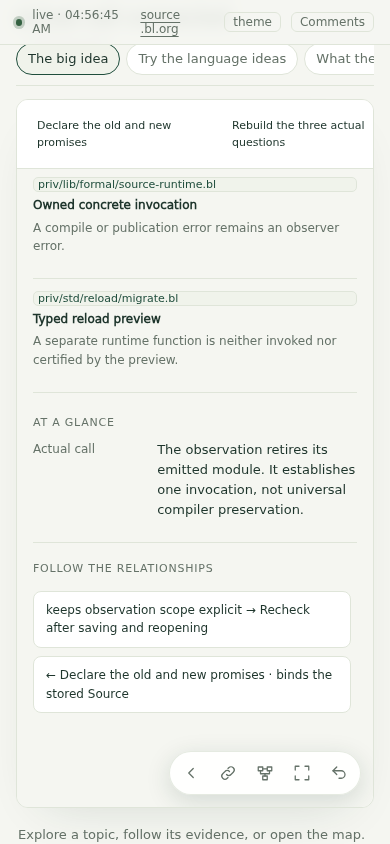 live · 04:56:45 AM
source.bl.org
theme
Comments
The big idea
Try the language ideas
What the
Declare the old and new promises
Rebuild the three actual questions
priv/lib/formal/source-runtime.bl
Owned concrete invocation
A compile or publication error remains an observer
error.
priv/std/reload/migrate.bl
Typed reload preview
A separate runtime function is neither invoked nor
certified by the preview.
AT A GLANCE
Actual call
The observation retires its
emitted module. It establishes
one invocation, not universal
compiler preservation.
FOLLOW THE RELATIONSHIPS
keeps observation scope explicit → Recheck
after saving and reopening
← Declare the old and new promises · binds the
stored Source
Explore a topic, follow its evidence, or open the map.